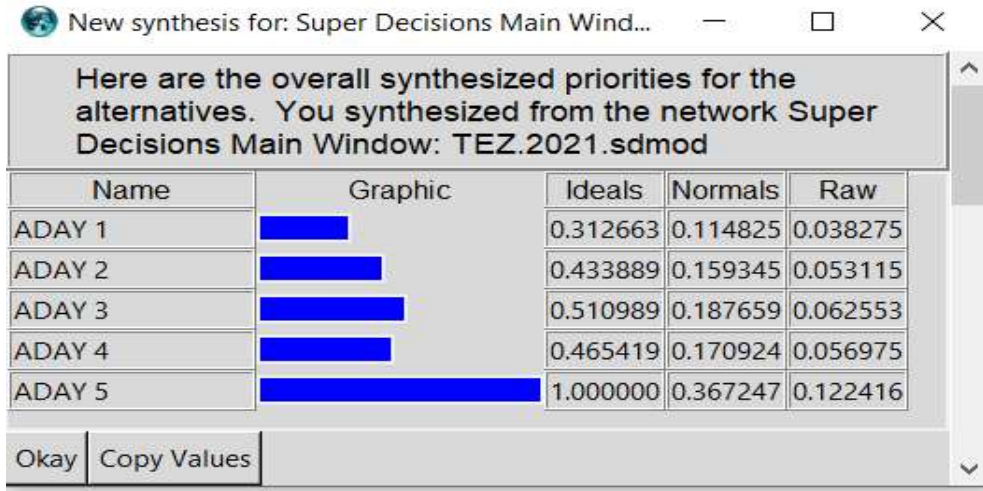 New synthesis for: Super Decisions Main Wind...
Here are the overall synthesized priorities for the
alternatives. You synthesized from the network Super
Decisions Main Window: TEZ.2021.sdmod
Name Graphic Ideals Normals Raw
ADAY 1 0.312663 0.114825 0.038275
ADAY 2 0.433889 0.159345 0.053115
ADAY 3 0.510989 0.187659 0.062553
ADAY 4 0.465419 0.170924 0.056975
ADAY 5 1.000000 0.367247 0.122416
Okay Copy Values